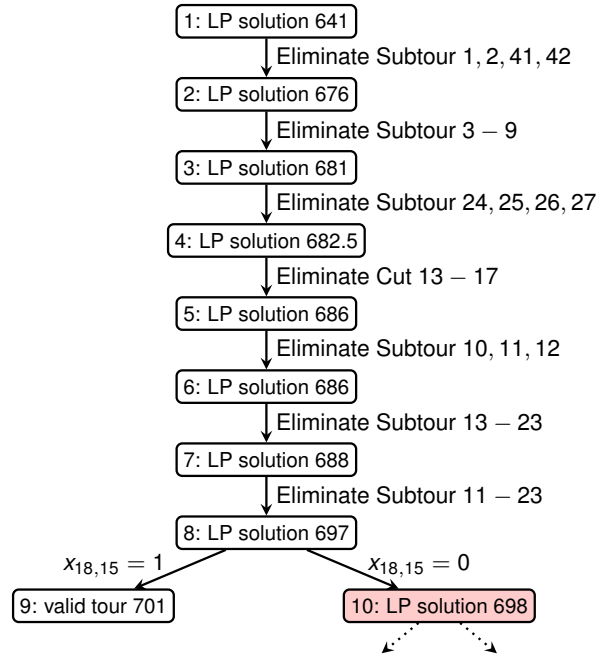 1: LP solution 641
Eliminate Subtour 1, 2, 41, 42
2: LP solution 676
Eliminate Subtour 3 − 9
3: LP solution 681
Eliminate Subtour 24, 25, 26, 27
4: LP solution 682.5
Eliminate Cut 13 − 17
5: LP solution 686
Eliminate Subtour 10, 11, 12
6: LP solution 686
Eliminate Subtour 13 − 23
7: LP solution 688
Eliminate Subtour 11 − 23
8: LP solution 697
x18,15 = 1
x18,15 = 0
9: valid tour 701
10: LP solution 698